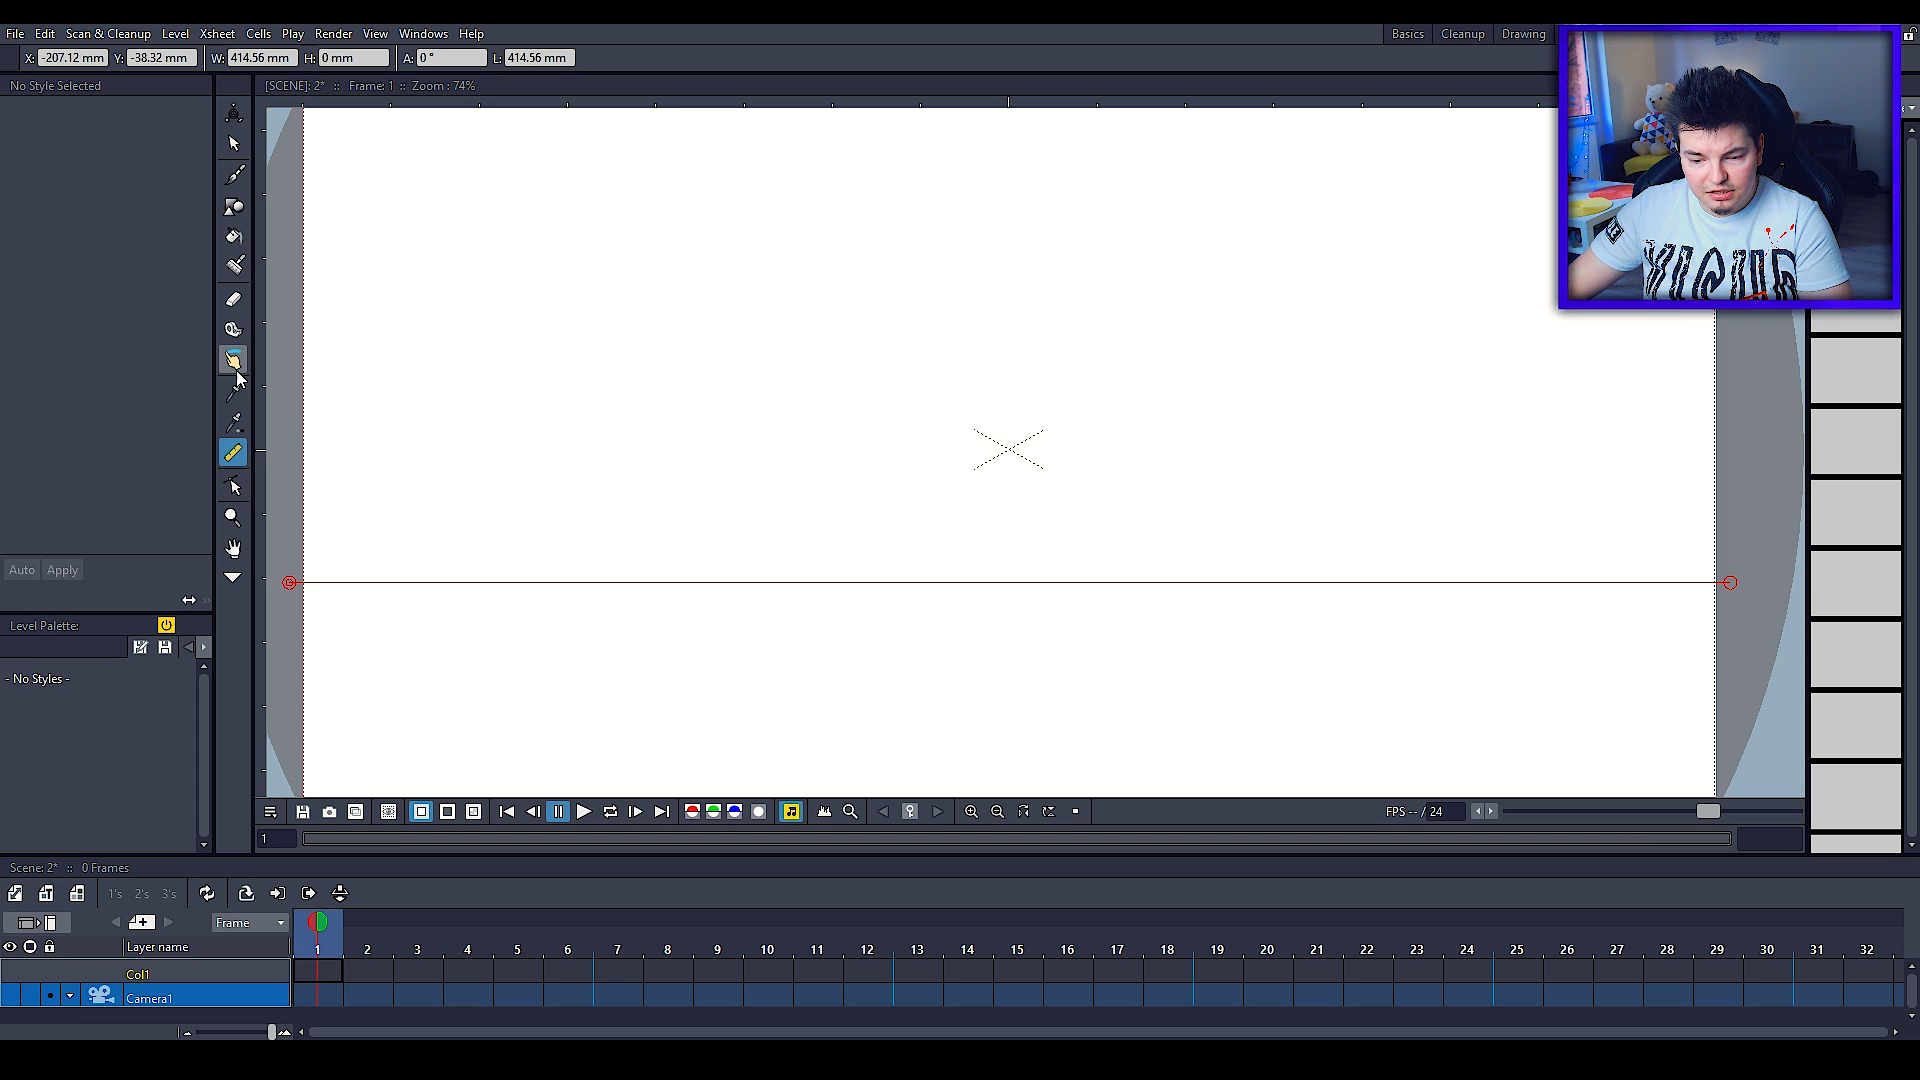 File Edit Scan & Cleanup Level Xsheet Cells Play Render View Windows Help
Basics Cleanup Drawing
X: -207.12 mm Y: -38.32 mm W: 414.56 mm H: 0 mm A: 0 ° L: 414.56 mm
No Style Selected
[SCENE]: 2* :: Frame: 1 :: Zoom : 74%
Auto Apply
Level Palette:
- No Styles -
FPS -- / 24
1
Scene: 2* :: 0 Frames
1's 2's 3's
Frame
Layer name
1 2 3 4 5 6 7 8 9 10 11 12 13 14 15 16 17 18 19 20 21 22 23 24 25 26 27 28 29 30 31 32
Col1
Camera1